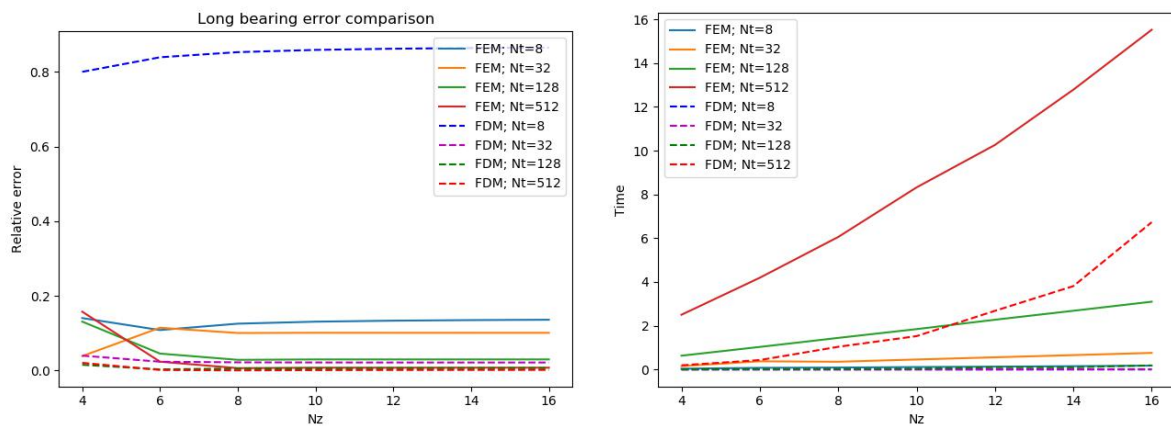 Long bearing error comparison
Relative error
0.8
0.6
0.4
0.2
0.0
FEM; Nt=8
FEM; Nt=32
FEM; Nt=128
FEM; Nt=512
FDM; Nt=8
FDM; Nt=32
FDM; Nt=128
FDM; Nt=512
4 6 8 10 12 14 16
Nz
Time
16
14
12
10
8
6
4
2
0
FEM; Nt=8
FEM; Nt=32
FEM; Nt=128
FEM; Nt=512
FDM; Nt=8
FDM; Nt=32
FDM; Nt=128
FDM; Nt=512
4 6 8 10 12 14 16
Nz